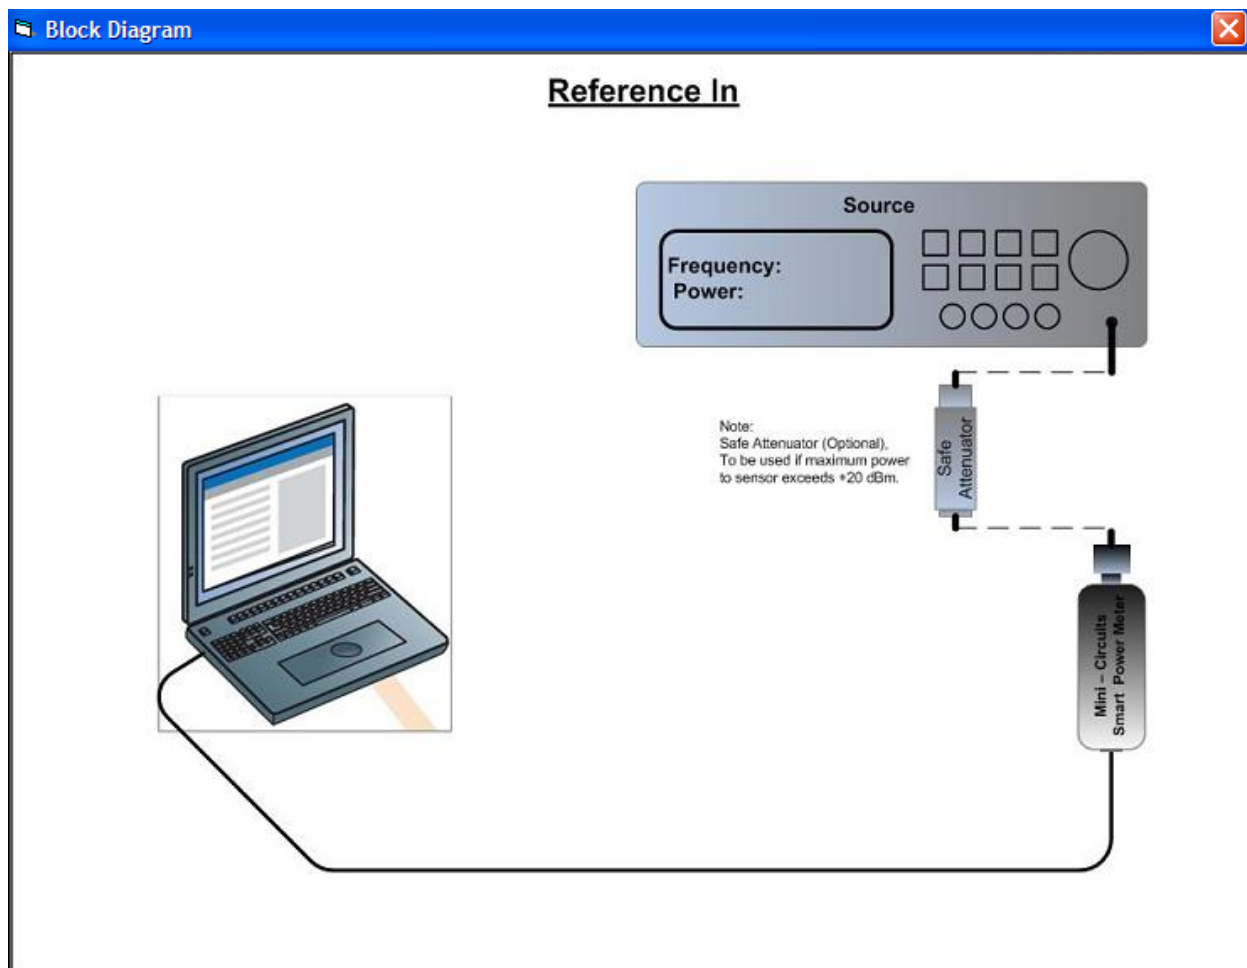 Block Diagram
Reference In
Source
Frequency:
Power:
Note:
Safe Attenuator (Optional),
To be used if maximum power
to sensor exceeds +20 dBm.
Safe
Attenuator
Mini – Circuits
Smart Power Meter